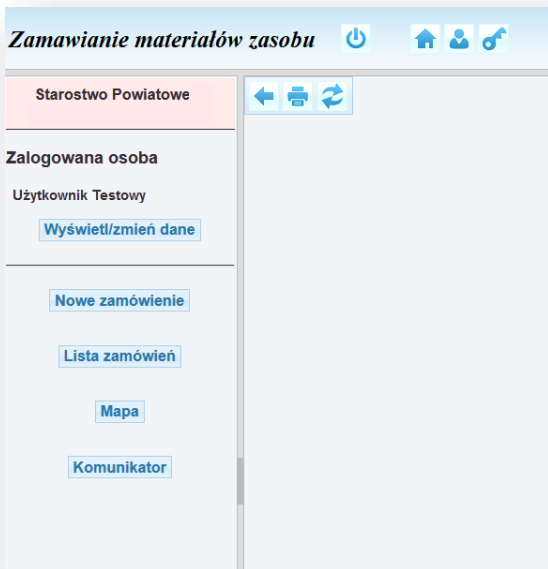 Zamawianie materiałów zasobu
Starostwo Powiatowe
Zalogowana osoba
Użytkownik Testowy
Wyświetl/zmień dane
Nowe zamówienie
Lista zamówień
Mapa
Komunikator